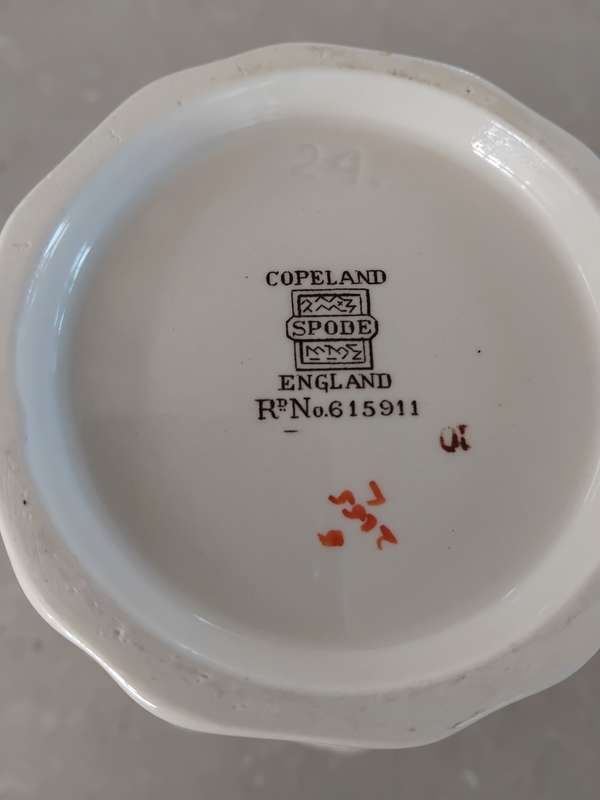 24.
COPELAND
SPODE
ENGLAND
RD. No. 615911